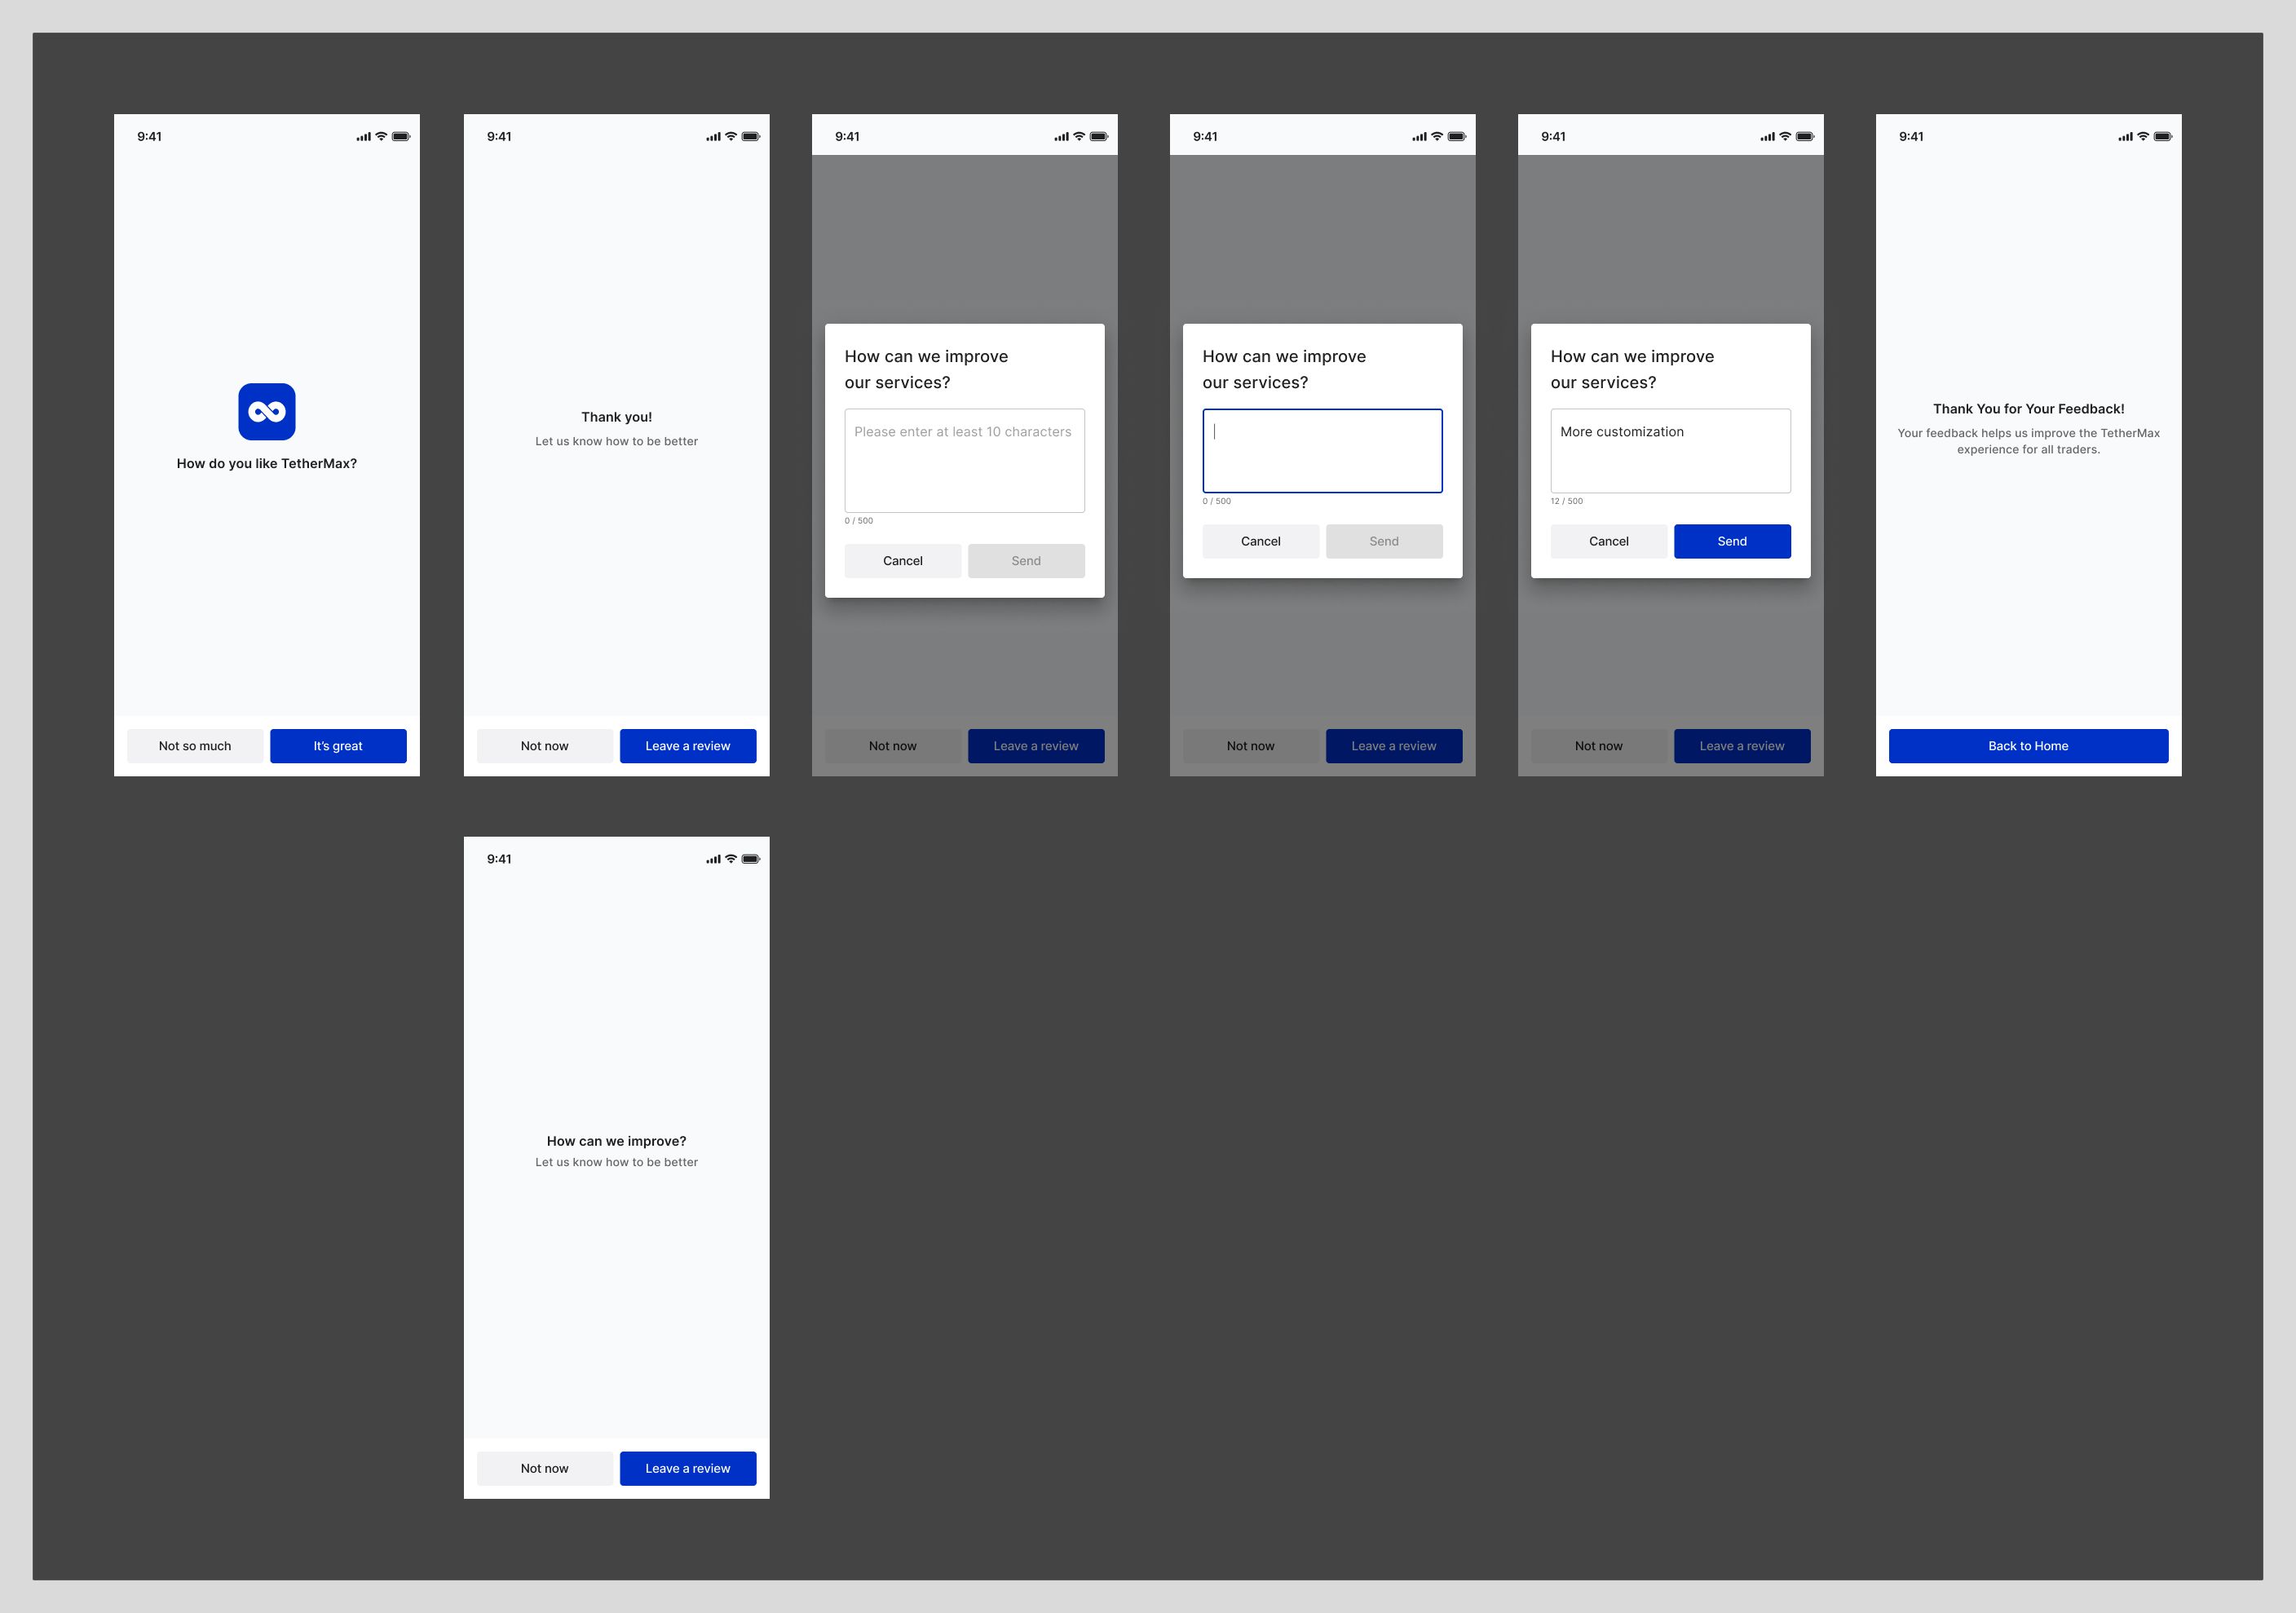 9:41
How do you like TetherMax?
Not so much
It's great
9:41
Thank you!
Let us know how to be better
Not now
Leave a review
9:41
How can we improve
our services?
Please enter at least 10 characters
0 / 500
Cancel
Send
Not now
Leave a review
9:41
How can we improve
our services?
0 / 500
Cancel
Send
Not now
Leave a review
9:41
How can we improve
our services?
More customization
12 / 500
Cancel
Send
Not now
Leave a review
9:41
Thank You for Your Feedback!
Your feedback helps us improve the TetherMax
experience for all traders.
Back to Home
9:41
How can we improve?
Let us know how to be better
Not now
Leave a review